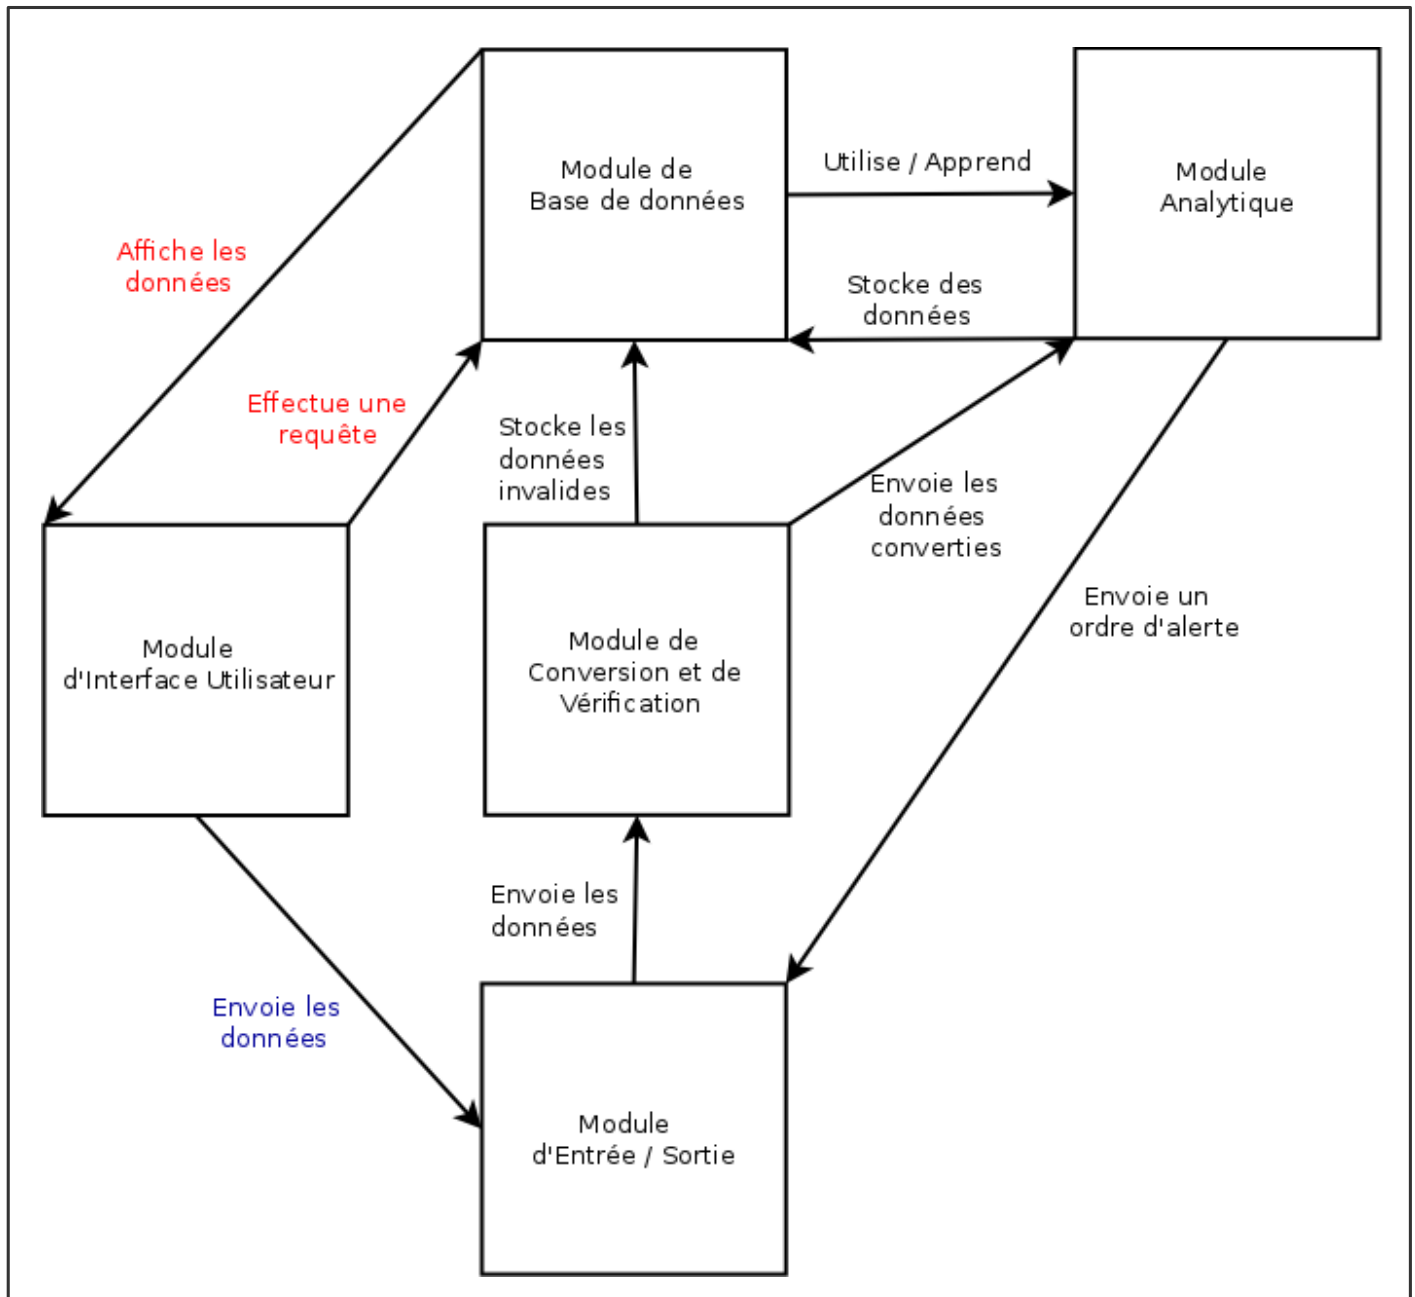 Module de
Base de données
Utilise / Apprend
Module
Analytique
Affiche les
données
Stocke des
données
Effectue une
requête
Stocke les
données
invalides
Envoie les
données
converties
Envoie un
ordre d'alerte
Module
d'Interface Utilisateur
Module de
Conversion et de
Vérification
Envoie les
données
Envoie les
données
Module
d'Entrée / Sortie